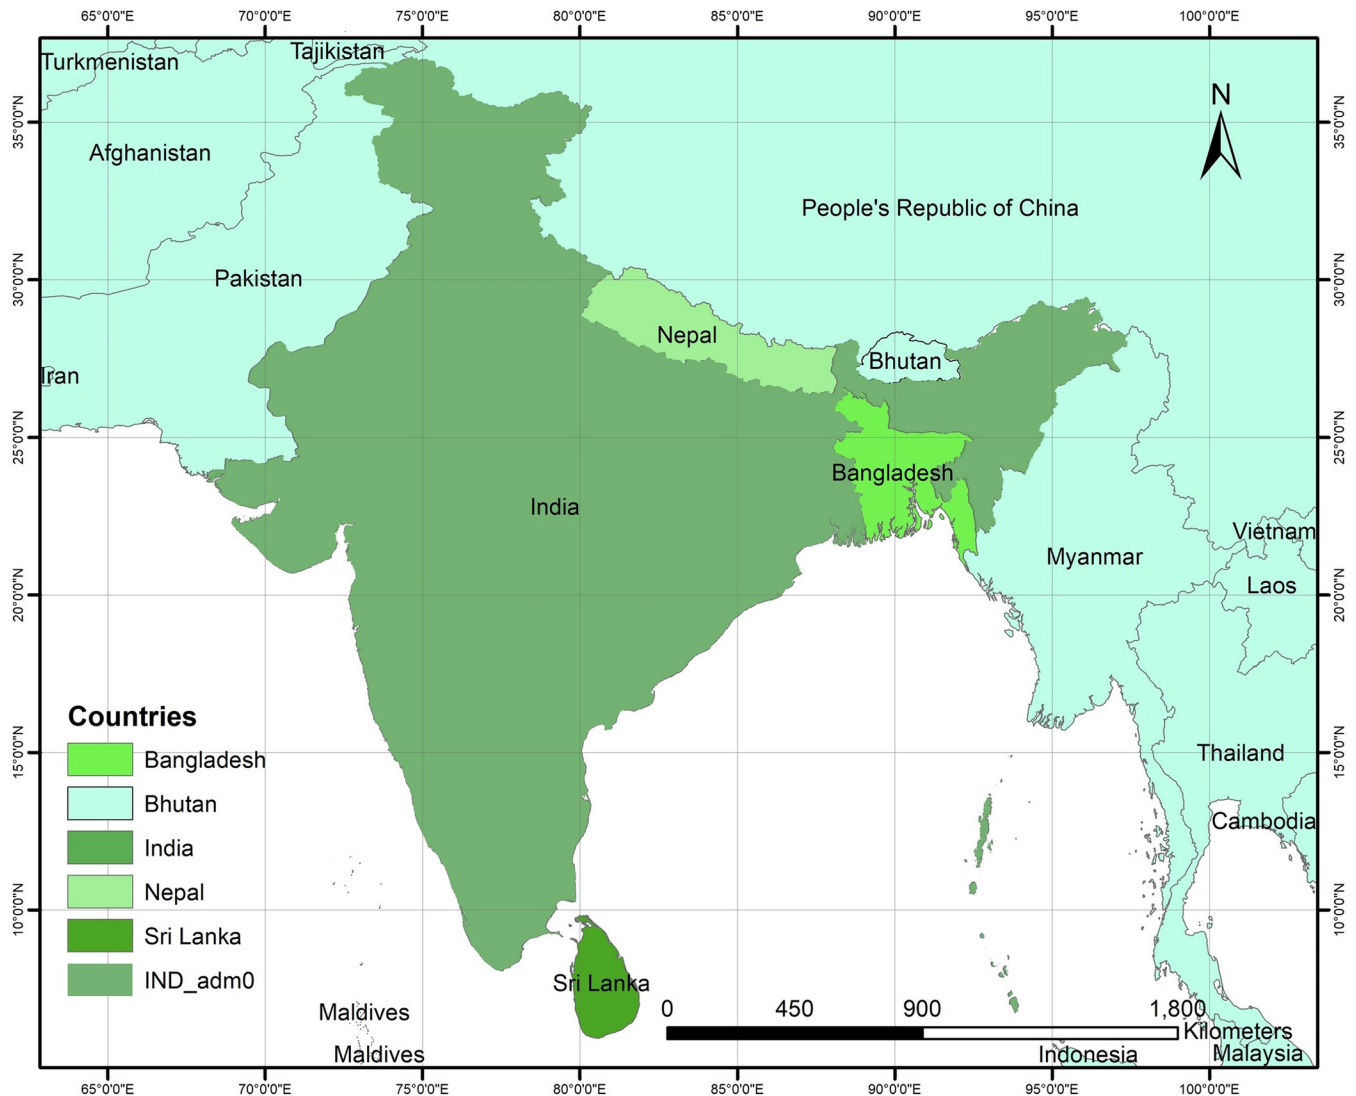 65°0'0"E 70°0'0"E 75°0'0"E 80°0'0"E 85°0'0"E 90°0'0"E 95°0'0"E 100°0'0"E
Turkmenistan
Tajikistan
N
35°0'0"N 35°0'0"N
Afghanistan
People's Republic of China
Pakistan
30°0'0"N 30°0'0"N
Nepal
Bhutan
Iran
25°0'0"N 25°0'0"N
Bangladesh
India
Vietnam
Myanmar
Laos
20°0'0"N 20°0'0"N
Countries
Bangladesh
Bhutan
India
Nepal
Sri Lanka
IND_adm0
15°0'0"N 15°0'0"N
Thailand
Cambodia
10°0'0"N 10°0'0"N
Sri Lanka
0 450 900 1,800
Kilometers
Maldives
Maldives
Indonesia
Malaysia
65°0'0"E 70°0'0"E 75°0'0"E 80°0'0"E 85°0'0"E 90°0'0"E 95°0'0"E 100°0'0"E